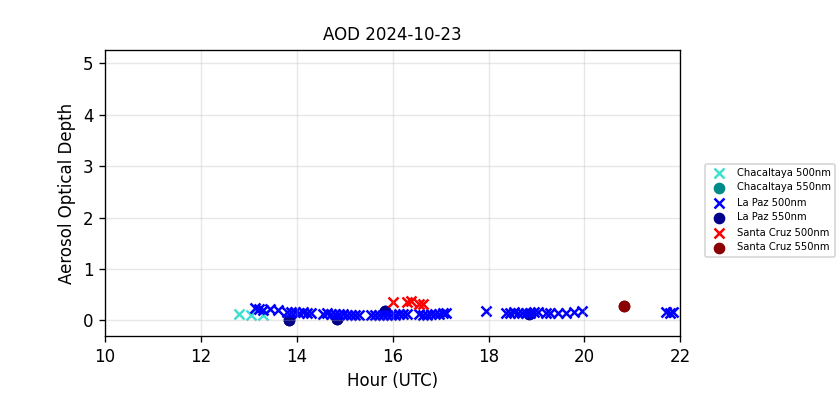 AOD 2024-10-23
Aerosol Optical Depth
5
4
3
2
1
0
10 12 14 16 18 20 22
Hour (UTC)
Chacaltaya 500nm
Chacaltaya 550nm
La Paz 500nm
La Paz 550nm
Santa Cruz 500nm
Santa Cruz 550nm